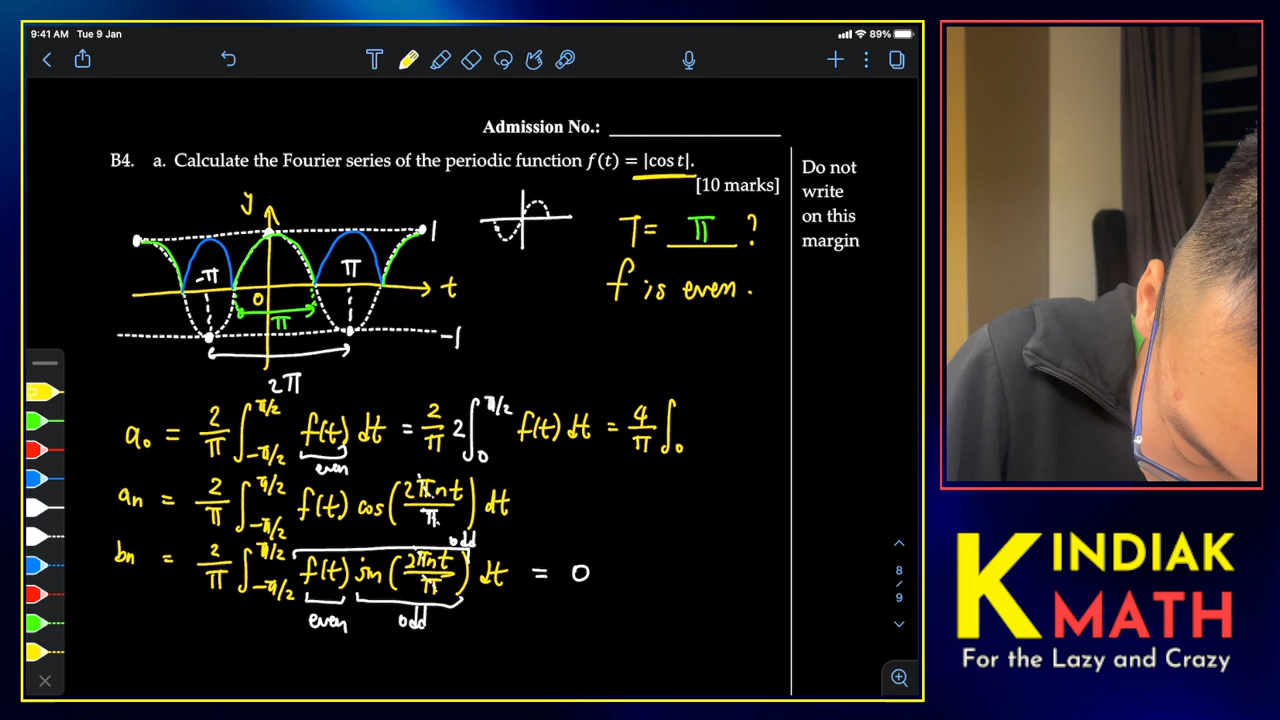 9:41 AM Tue 9 Jan
89%
Admission No.: ____________
B4. a. Calculate the Fourier series of the periodic function f(t) = |cos t|.
[10 marks]
Do not
write
on this
margin
y
1
T = π ?
-π
π
t
0
π
f is even.
-1
2π
a₀ = 2/π ∫_{-π/2}^{π/2} f(t) dt = 2/π 2 ∫_0^{π/2} f(t) dt = 4/π ∫_0
even
aₙ = 2/π ∫_{-π/2}^{π/2} f(t) cos (2πnt/π) dt
odd
bₙ = 2/π ∫_{-π/2}^{π/2} f(t) sin (2πnt/π) dt = 0
even
odd
8
/
9
KINDIAK
MATH
For the Lazy and Crazy